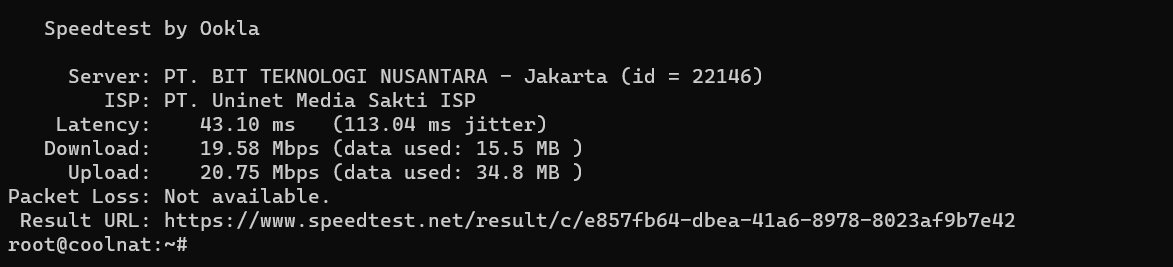 Speedtest by Ookla
Server: PT. BIT TEKNOLOGI NUSANTARA - Jakarta (id = 22146)
ISP: PT. Uninet Media Sakti ISP
Latency: 43.10 ms (113.04 ms jitter)
Download: 19.58 Mbps (data used: 15.5 MB )
Upload: 20.75 Mbps (data used: 34.8 MB )
Packet Loss: Not available.
Result URL: https://www.speedtest.net/result/c/e857fb64-dbea-41a6-8978-8023af9b7e42
root@coolnat:~#